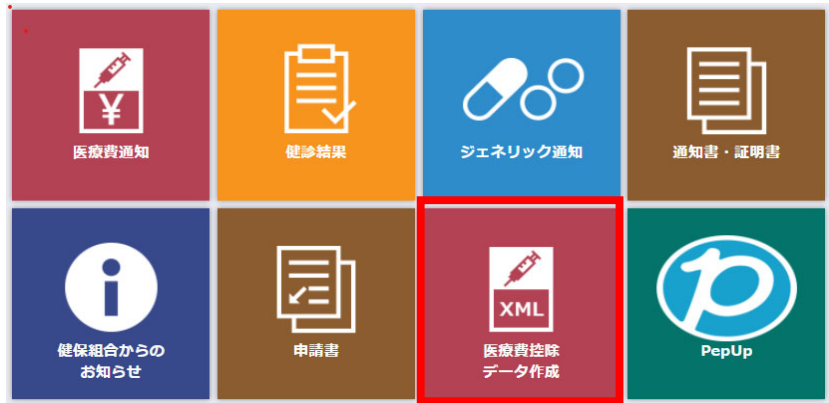 ¥
医療費通知
健診結果
ジェネリック通知
通知書・証明書
i
健保組合からの
お知らせ
申請書
XML
医療費控除
データ作成
p
PepUp